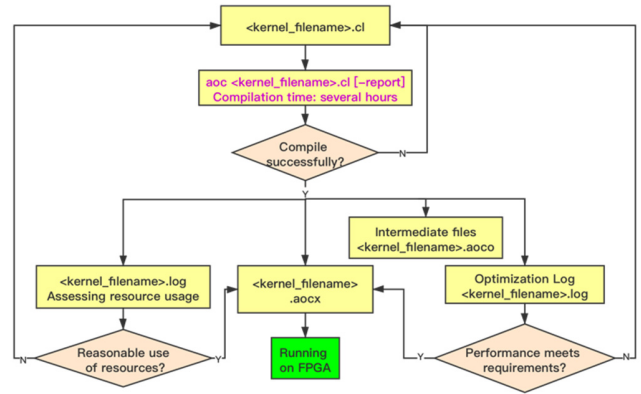 <kernel_filename>.cl
aoc <kernel_filename>.cl [-report]
Compilation time: several hours
Compile
successfully?
N
Y
Intermediate files
<kernel_filename>.aoco
<kernel_filename>.log
Assessing resource usage
<kernel_filename>
.aocx
Optimization Log
<kernel_filename>.log
N
Reasonable use
of resources?
Y
Running
on FPGA
Y
Performance meets
requirements?
N